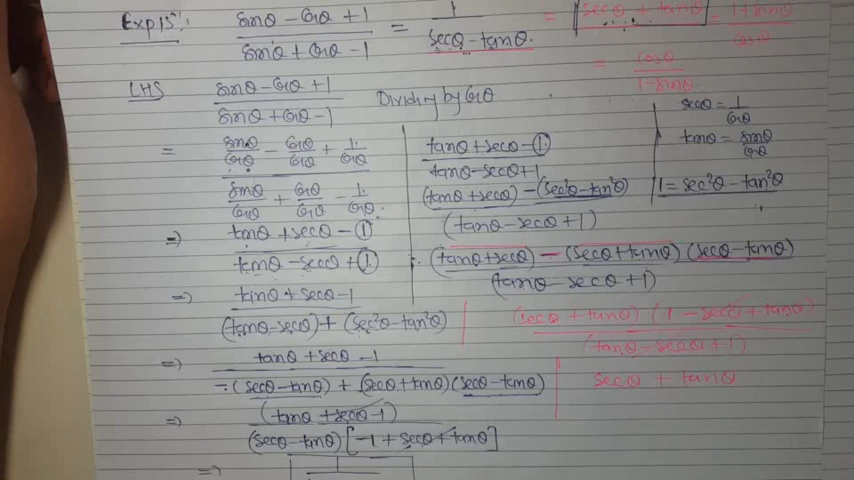 Exp 15:- (sinθ - cosθ + 1)/(sinθ + cosθ - 1) = 1/(secθ - tanθ) = secθ + tanθ = (1 + sinθ)/cosθ
= cosθ/(1 - sinθ)
LHS (sinθ - cosθ + 1)/(sinθ + cosθ - 1) Dividing by cosθ
= (sinθ/cosθ - cosθ/cosθ + 1/cosθ)/(sinθ/cosθ + cosθ/cosθ - 1/cosθ)
⇒ (tanθ + secθ - 1)/(tanθ - secθ + 1)
⇒ (tanθ + secθ - 1)/((tanθ - secθ) + (sec²θ - tan²θ))
⇒ (tanθ + secθ - 1)/(-(secθ - tanθ) + (secθ + tanθ)(secθ - tanθ))
⇒ (tanθ + secθ - 1)/((secθ - tanθ)[-1 + secθ + tanθ])
⇒
(tanθ + secθ - 1)/(tanθ - secθ + 1)
((tanθ + secθ) - (sec²θ - tan²θ))/(tanθ - secθ + 1)
((tanθ + secθ) - (secθ + tanθ)(secθ - tanθ))/(tanθ - secθ + 1)
(secθ + tanθ)(1 - secθ + tanθ)/(tanθ - secθ + 1)
secθ + tanθ
secθ = 1/cosθ
tanθ = sinθ/cosθ
1 = sec²θ - tan²θ